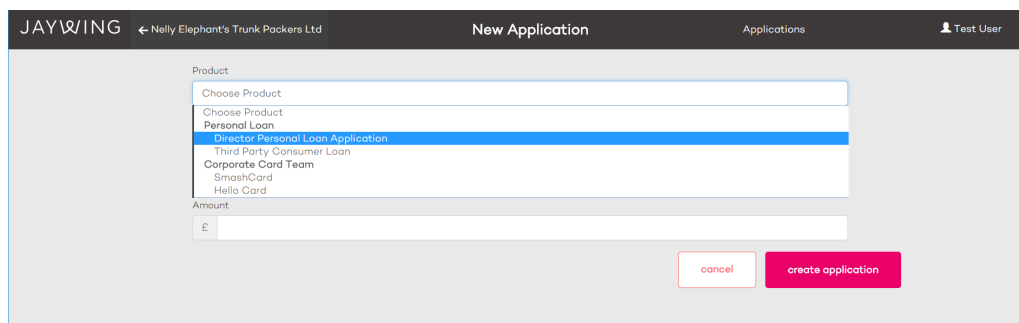 JAYWING
← Nelly Elephant's Trunk Packers Ltd
New Application
Applications
Test User
Product
Choose Product
Choose Product
Personal Loan
Director Personal Loan Application
Third Party Consumer Loan
Corporate Card Team
SmashCard
Hello Card
Amount
£
cancel
create application